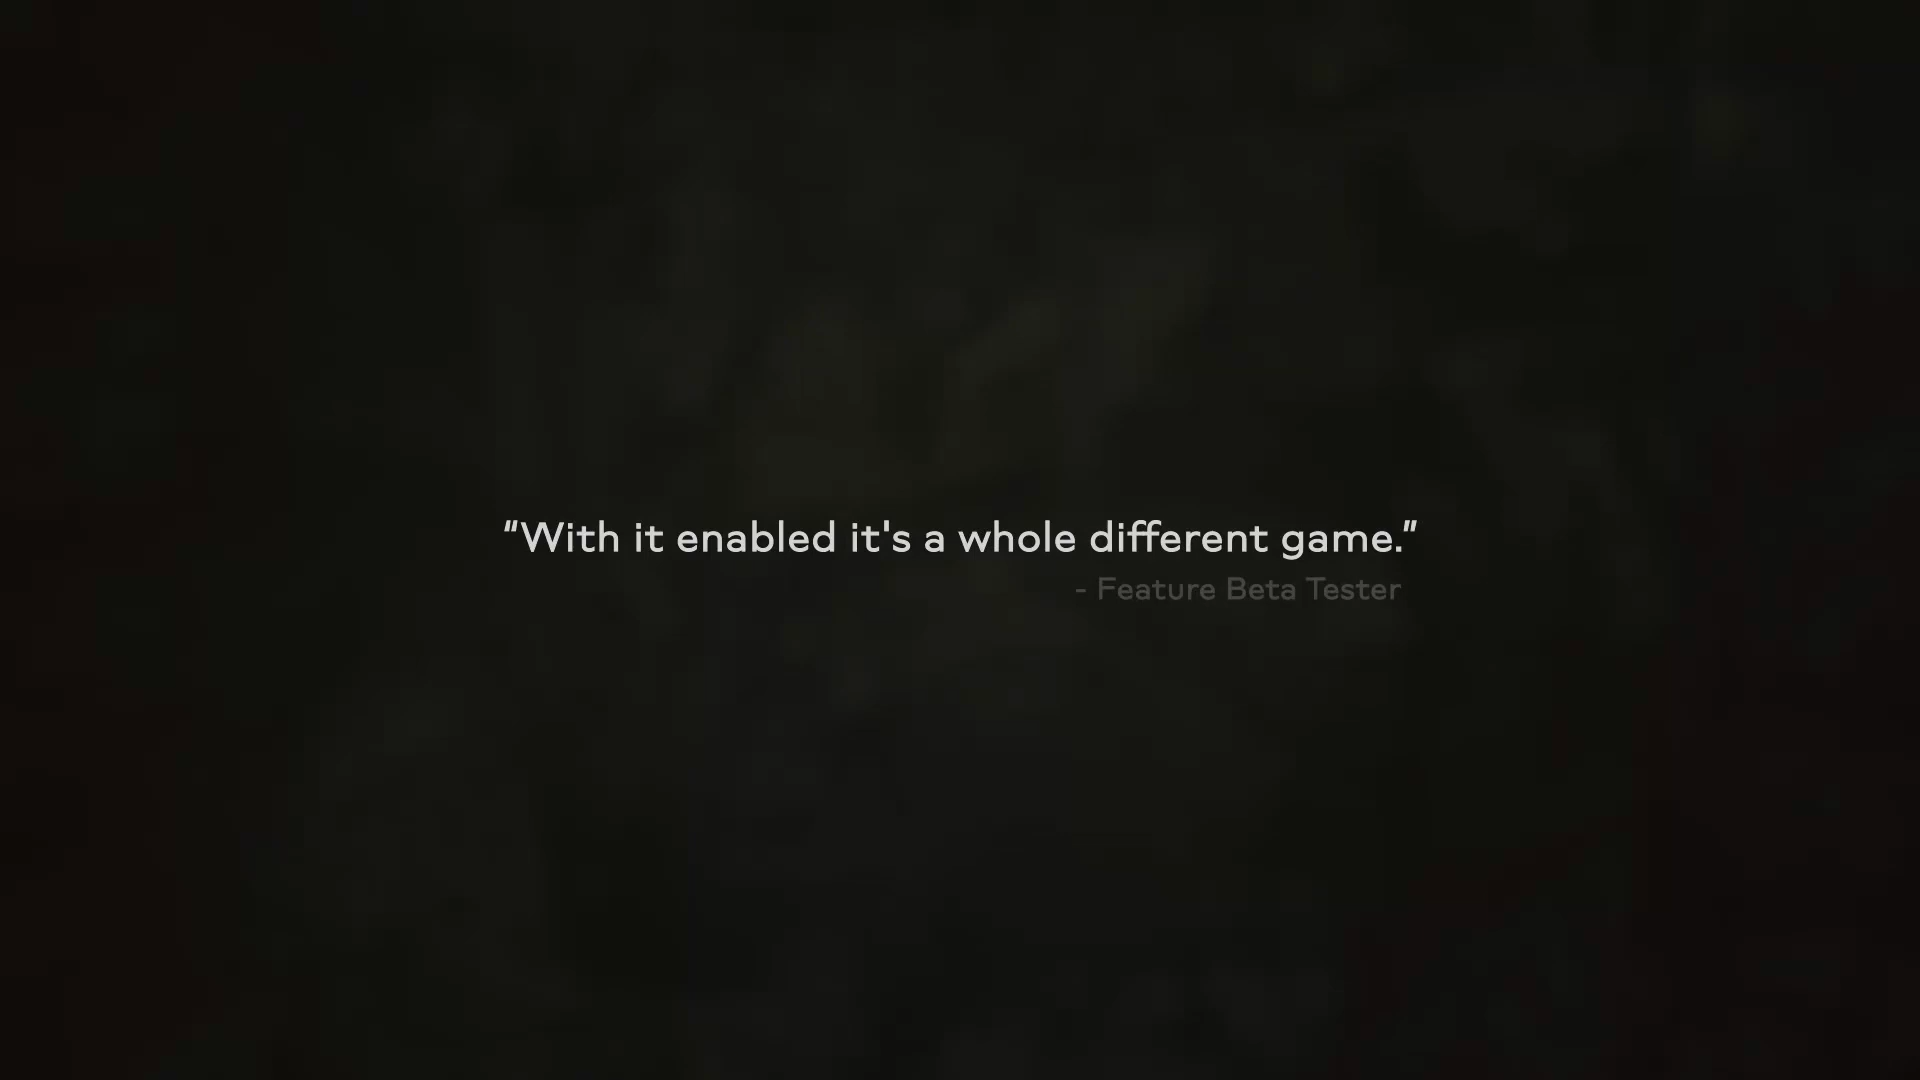 “With it enabled it's a whole different game.”
- Feature Beta Tester